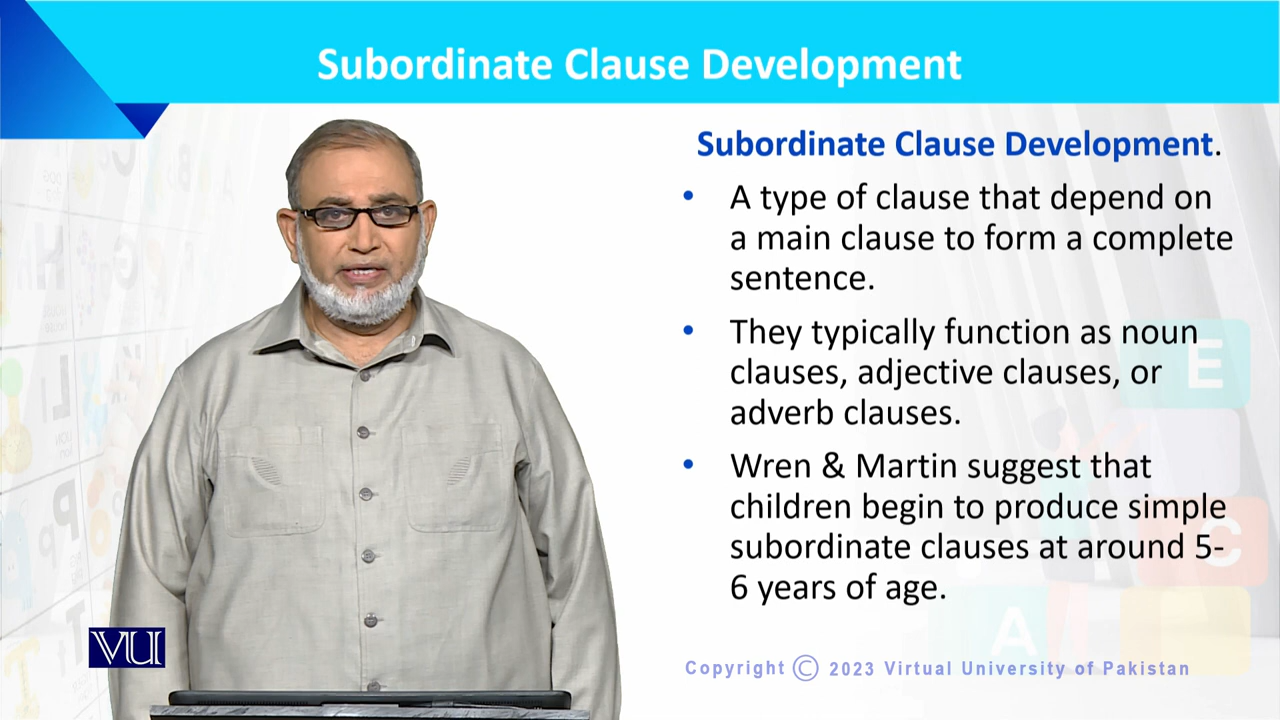 Subordinate Clause Development
Subordinate Clause Development.
• A type of clause that depend on
a main clause to form a complete
sentence.
• They typically function as noun
clauses, adjective clauses, or
adverb clauses.
• Wren & Martin suggest that
children begin to produce simple
subordinate clauses at around 5-
6 years of age.
VU
Copyright © 2023 Virtual University of Pakistan